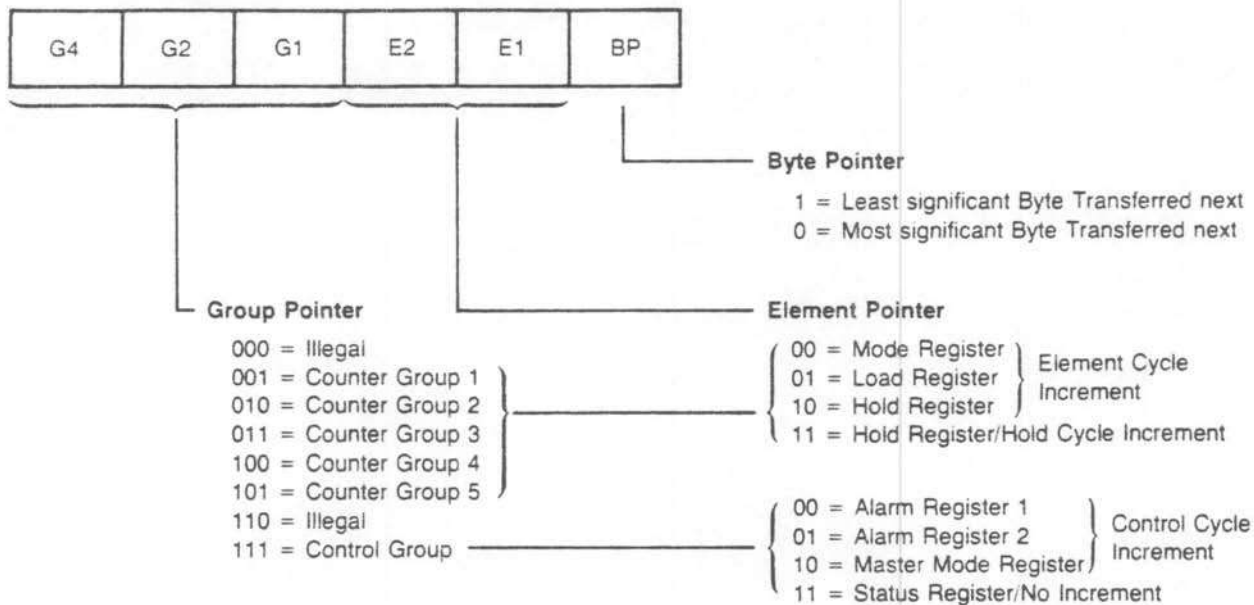 G4 G2 G1 E2 E1 BP
Byte Pointer
1 = Least significant Byte Transferred next
0 = Most significant Byte Transferred next
Group Pointer
000 = Illegal
001 = Counter Group 1
010 = Counter Group 2
011 = Counter Group 3
100 = Counter Group 4
101 = Counter Group 5
110 = Illegal
111 = Control Group
Element Pointer
00 = Mode Register
01 = Load Register
10 = Hold Register
11 = Hold Register/Hold Cycle Increment
Element Cycle
Increment
00 = Alarm Register 1
01 = Alarm Register 2
10 = Master Mode Register
11 = Status Register/No Increment
Control Cycle
Increment